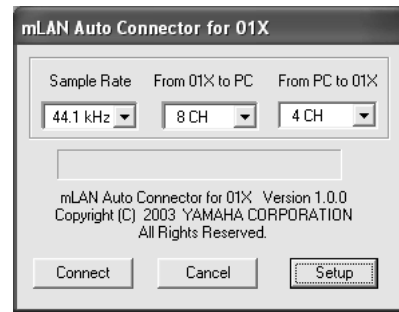 mLAN Auto Connector for 01X
Sample Rate From 01X to PC From PC to 01X
44.1 kHz 8 CH 4 CH
mLAN Auto Connector for 01X Version 1.0.0
Copyright (C) 2003 YAMAHA CORPORATION
All Rights Reserved.
Connect Cancel Setup